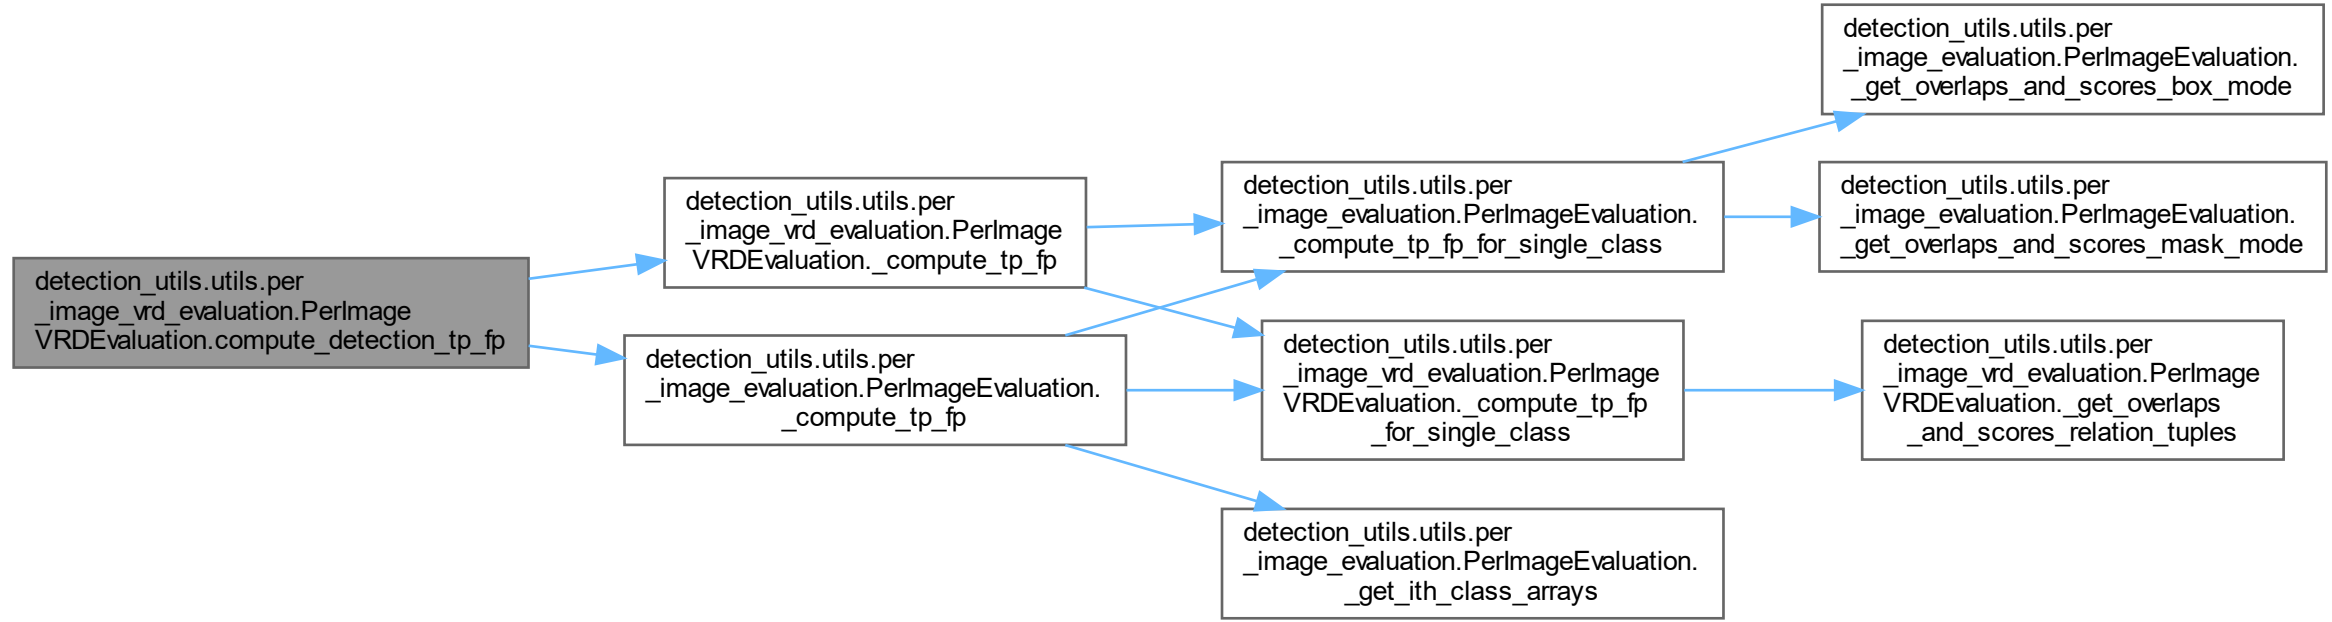 detection_utils.utils.per
_image_vrd_evaluation.PerImage
VRDEvaluation.compute_detection_tp_fp
detection_utils.utils.per
_image_vrd_evaluation.PerImage
VRDEvaluation._compute_tp_fp
detection_utils.utils.per
_image_evaluation.PerImageEvaluation.
_compute_tp_fp
detection_utils.utils.per
_image_evaluation.PerImageEvaluation.
_compute_tp_fp_for_single_class
detection_utils.utils.per
_image_vrd_evaluation.PerImage
VRDEvaluation._compute_tp_fp
_for_single_class
detection_utils.utils.per
_image_evaluation.PerImageEvaluation.
_get_ith_class_arrays
detection_utils.utils.per
_image_evaluation.PerImageEvaluation.
_get_overlaps_and_scores_box_mode
detection_utils.utils.per
_image_evaluation.PerImageEvaluation.
_get_overlaps_and_scores_mask_mode
detection_utils.utils.per
_image_vrd_evaluation.PerImage
VRDEvaluation._get_overlaps
_and_scores_relation_tuples